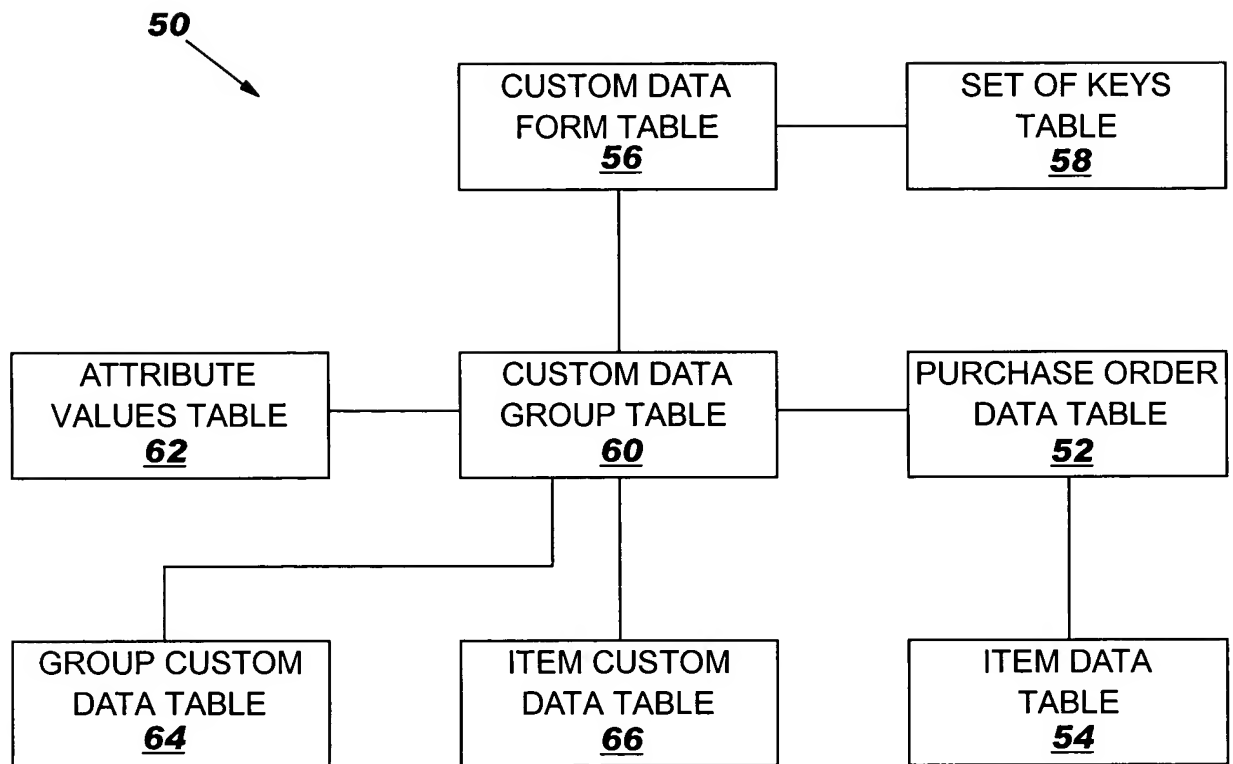 50
CUSTOM DATA
FORM TABLE
56
SET OF KEYS
TABLE
58
ATTRIBUTE
VALUES TABLE
62
CUSTOM DATA
GROUP TABLE
60
PURCHASE ORDER
DATA TABLE
52
GROUP CUSTOM
DATA TABLE
64
ITEM CUSTOM
DATA TABLE
66
ITEM DATA
TABLE
54